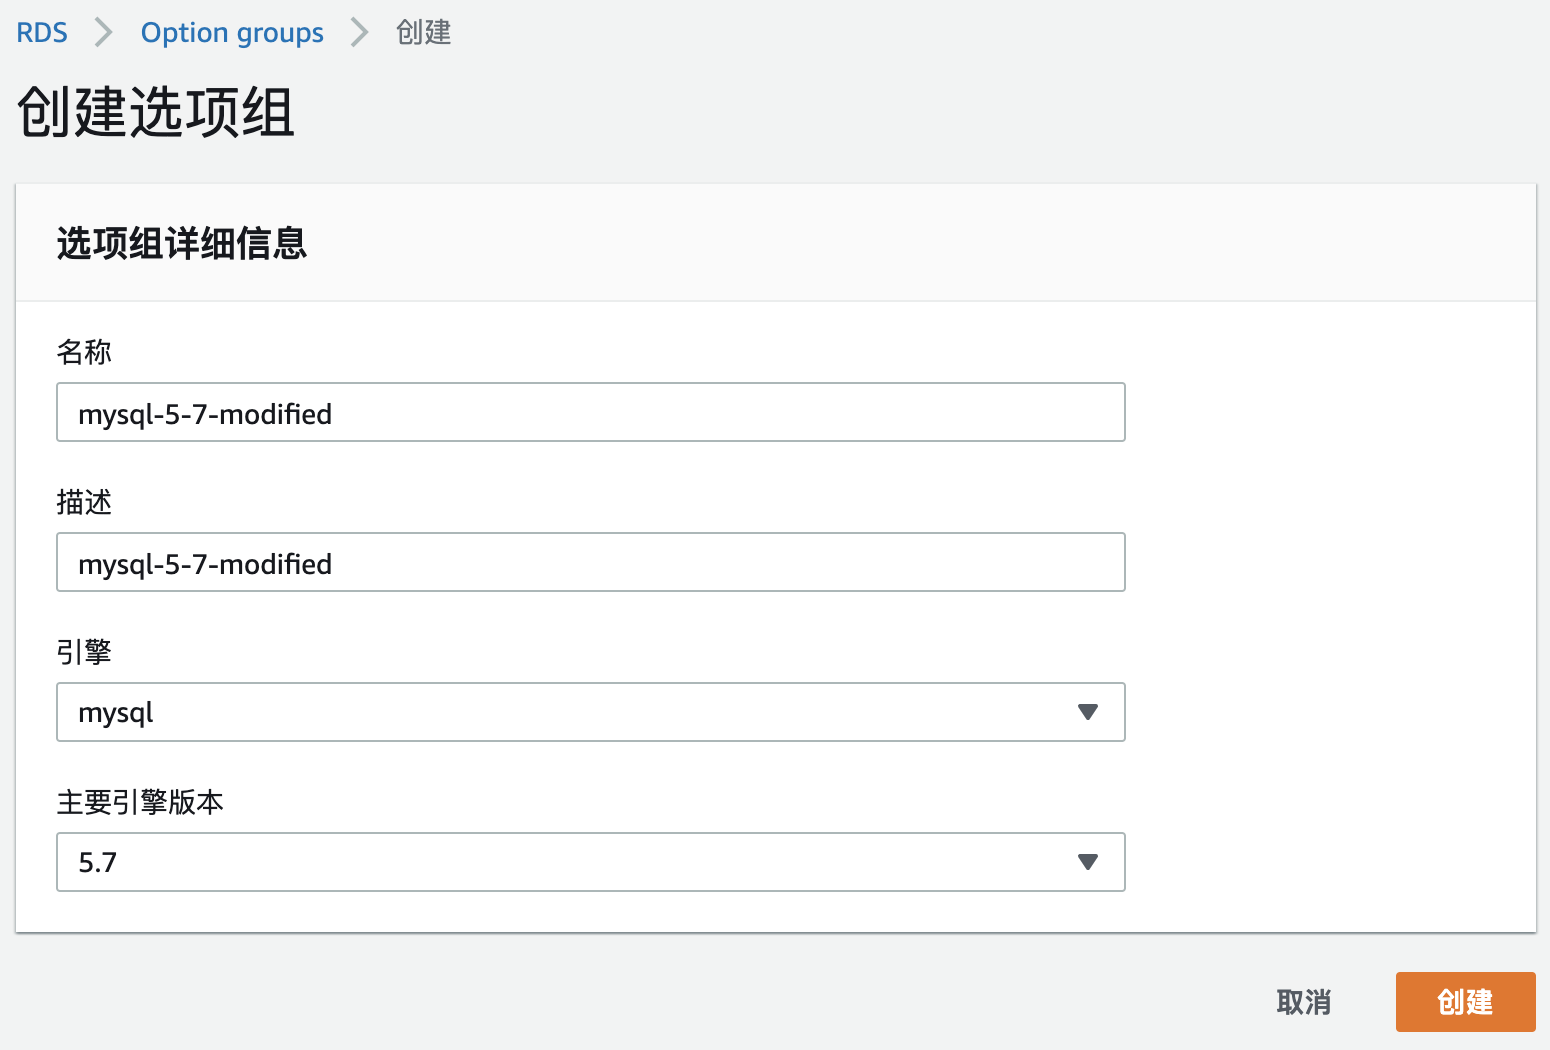 RDS > Option groups > 创建
创建选项组
选项组详细信息
名称
mysql-5-7-modified
描述
mysql-5-7-modified
引擎
mysql
主要引擎版本
5.7
取消 创建